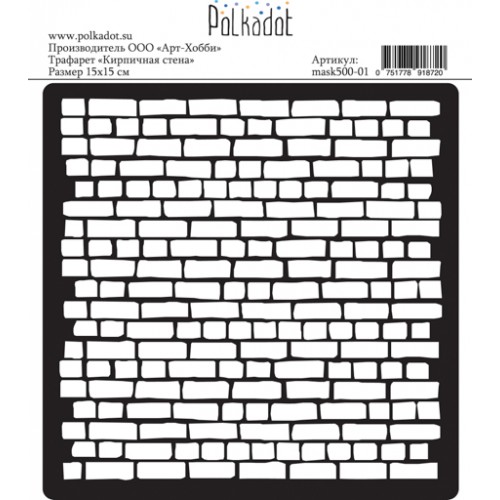 Polkadot
www.polkadot.su
Производитель ООО «Арт-Хобби»
Трафарет «Кирпичная стена»
Размер 15х15 см
Артикул:
mask500-01
0 751778 918720